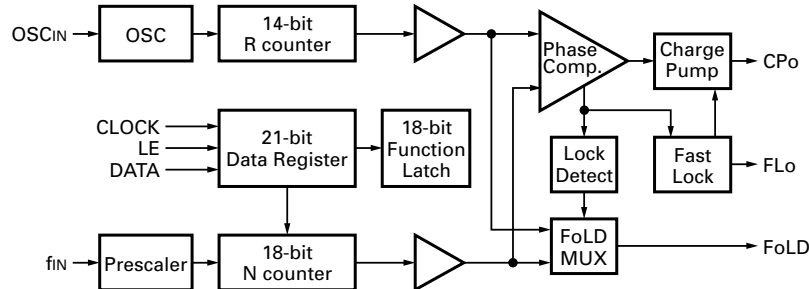 OSCIN
OSC
14-bit
R counter
Phase
Comp.
Charge
Pump
CPo
CLOCK
LE
DATA
21-bit
Data Register
18-bit
Function
Latch
Lock
Detect
Fast
Lock
FLo
fIN
Prescaler
18-bit
N counter
FoLD
MUX
FoLD